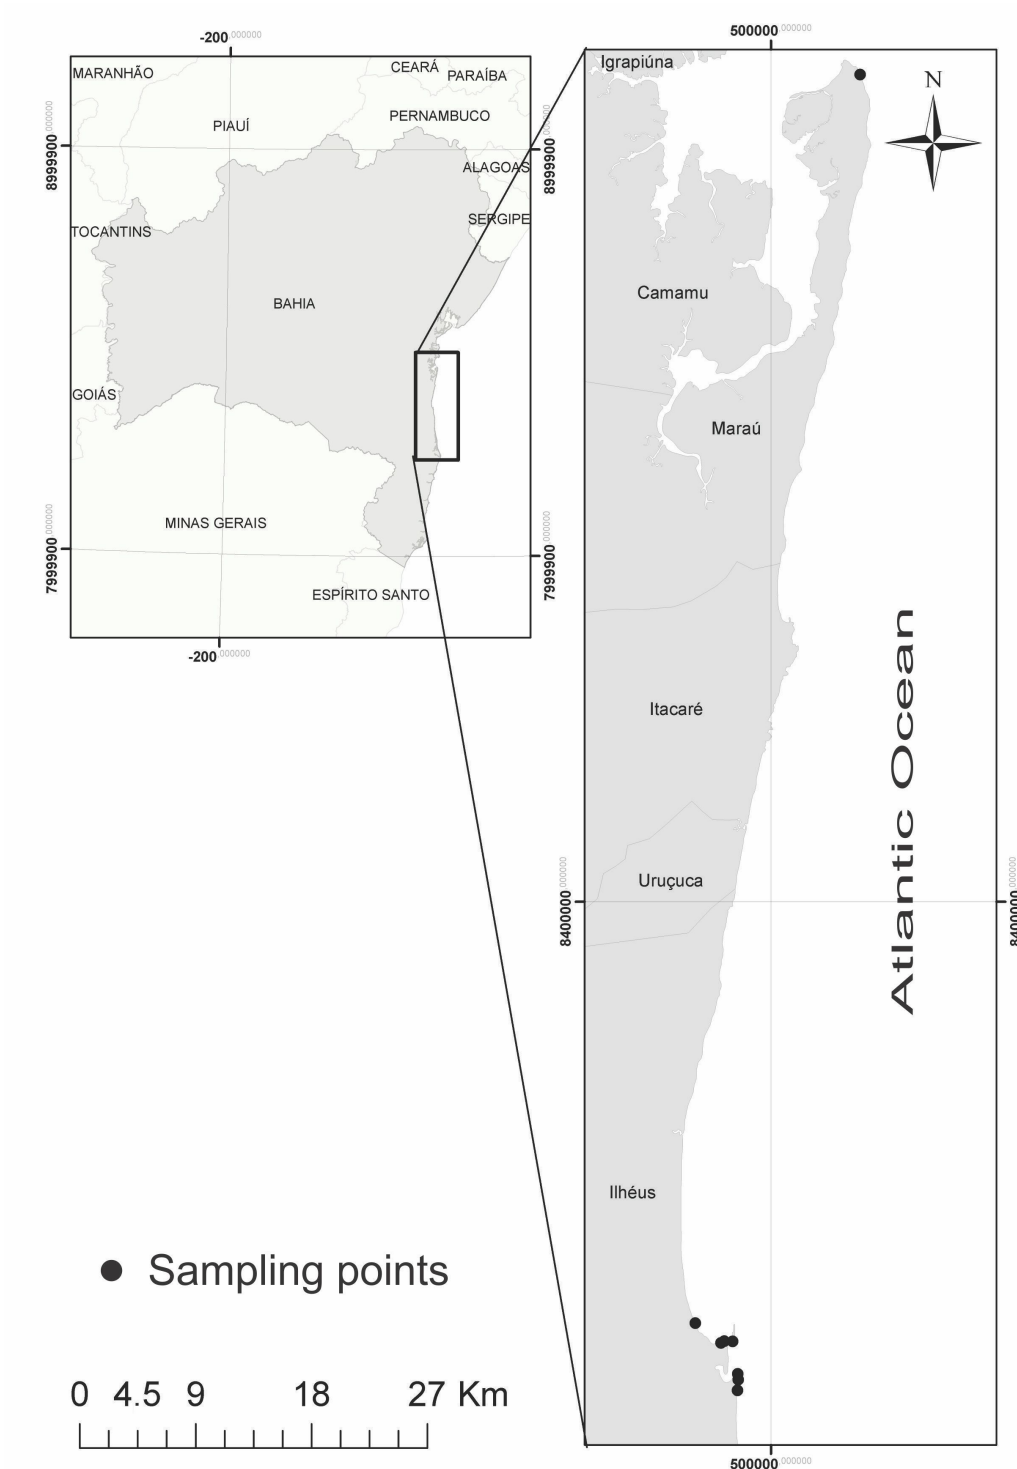 -200,000000
500000,000000
MARANHÃO
CEARÁ
PARAÍBA
PIAUÍ
PERNAMBUCO
ALAGOAS
SERGIPE
TOCANTINS
BAHIA
GOIÁS
MINAS GERAIS
ESPÍRITO SANTO
8999900,000000
8999900,000000
7999900,000000
7999900,000000
-200,000000
Igrapiúna
N
Camamu
Maraú
Itacaré
Uruçuca
Ilhéus
Atlantic Ocean
8400000,000000
8400000,000000
Sampling points
0 4.5 9 18 27 Km
500000,000000